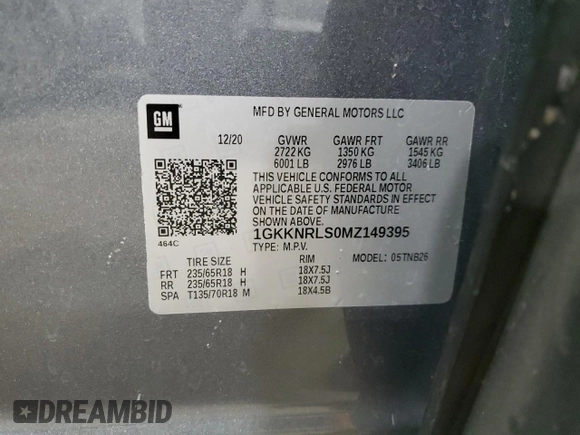 GM
MFD BY GENERAL MOTORS LLC
12/20 GVWR GAWR FRT GAWR RR
2722 KG 1350 KG 1545 KG
6001 LB 2976 LB 3406 LB
THIS VEHICLE CONFORMS TO ALL
APPLICABLE U.S. FEDERAL MOTOR
VEHICLE SAFETY STANDARDS IN EFFECT
ON THE DATE OF MANUFACTURE
SHOWN ABOVE.
1GKKNRLS0MZ149395
464C
TYPE: M.P.V. MODEL: 05TNB26
TIRE SIZE RIM
FRT 235/65R18 H 18X7.5J
RR 235/65R18 H 18X7.5J
SPA T135/70R18 M 18X4.5B
DREAMBID